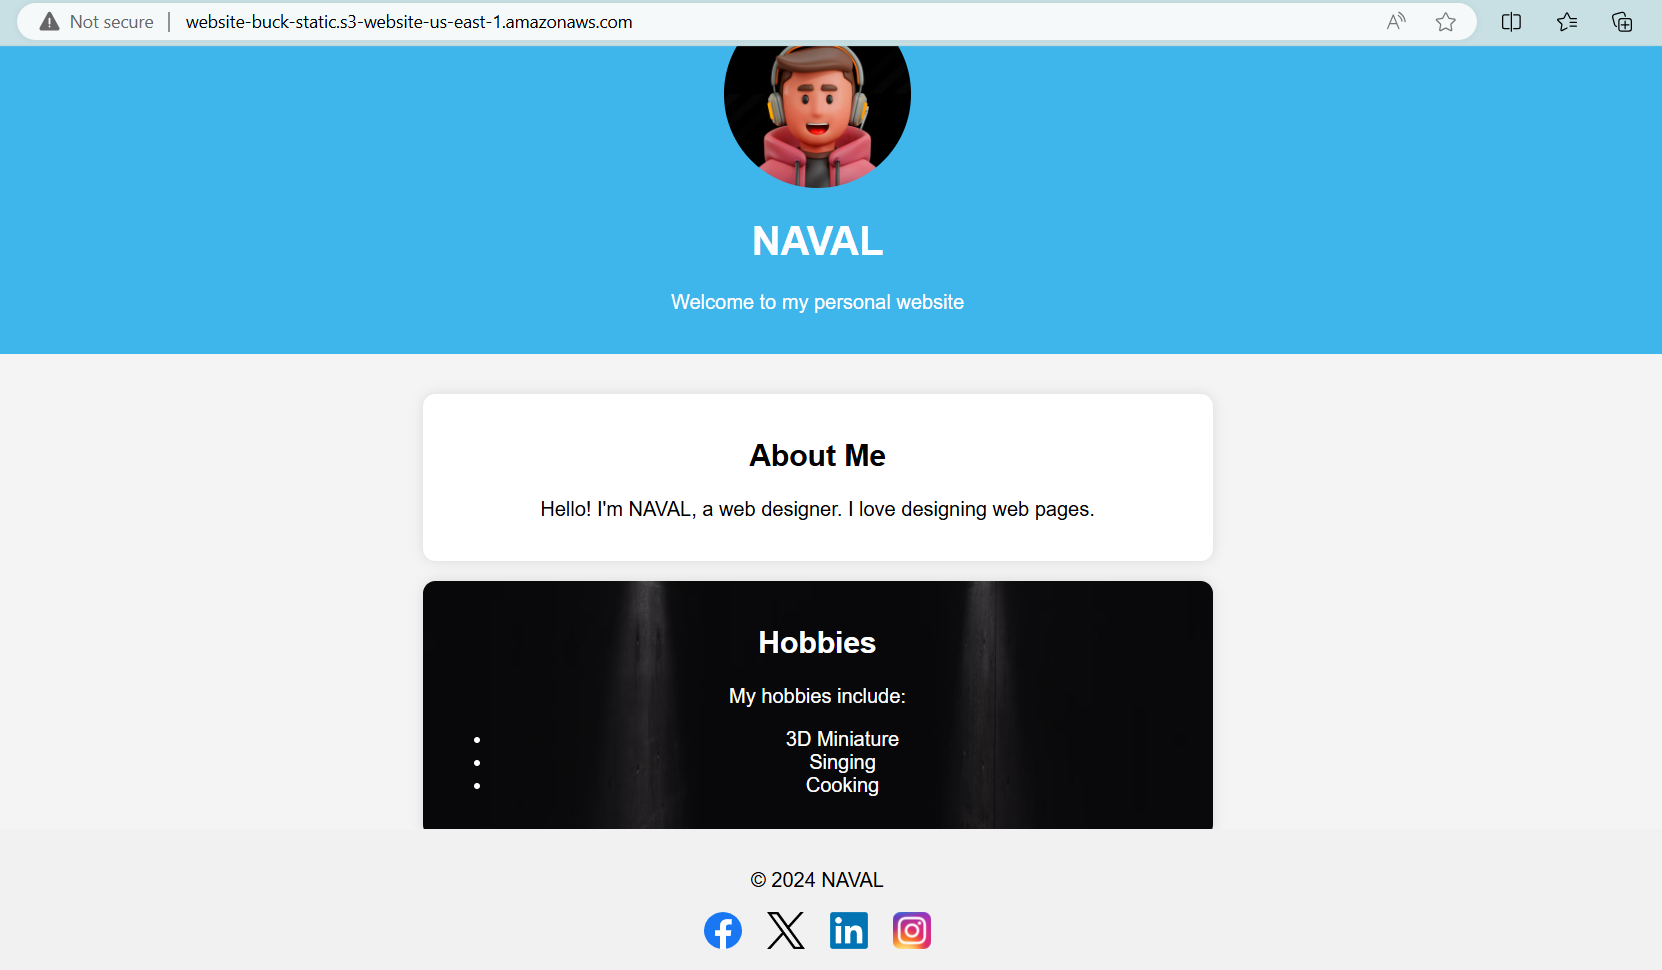 Not secure | website-buck-static.s3-website-us-east-1.amazonaws.com
NAVAL
Welcome to my personal website
About Me
Hello! I'm NAVAL, a web designer. I love designing web pages.
Hobbies
My hobbies include:
• 3D Miniature
• Singing
• Cooking
© 2024 NAVAL